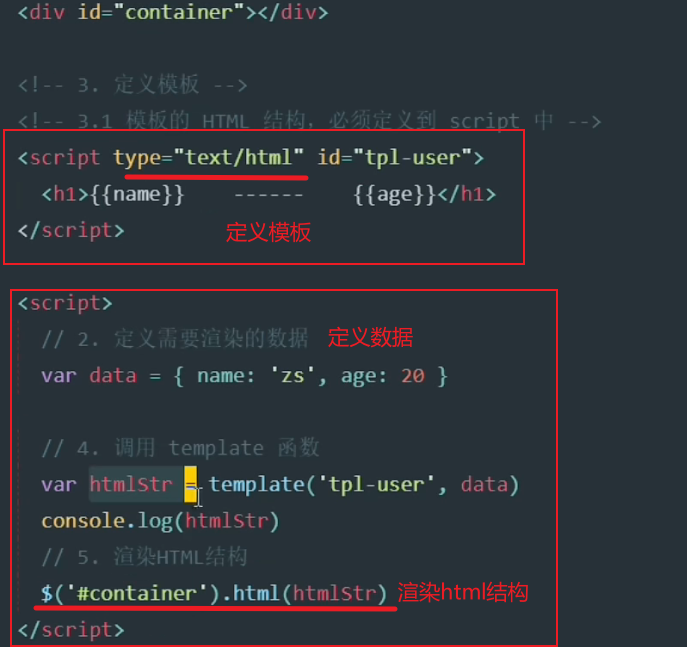 <div id="container"></div>
<!-- 3. 定义模板 -->
<!-- 3.1 模板的 HTML 结构，必须定义到 script 中 -->
<script type="text/html" id="tpl-user">
<h1>{{name}}    ------    {{age}}</h1>
</script>
定义模板
<script>
// 2. 定义需要渲染的数据
定义数据
var data = { name: 'zs', age: 20 }
// 4. 调用 template 函数
var htmlStr = template('tpl-user', data)
console.log(htmlStr)
// 5. 渲染HTML结构
$('#container').html(htmlStr)
渲染html结构
</script>